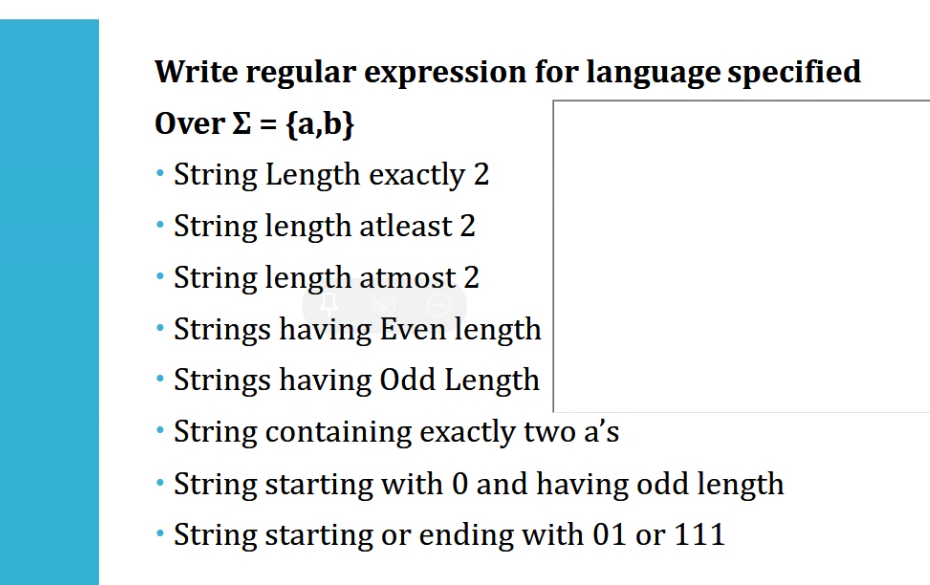 Write regular expression for language specified
Over Σ = {a,b}
• String Length exactly 2
• String length atleast 2
• String length atmost 2
• Strings having Even length
• Strings having Odd Length
• String containing exactly two a’s
• String starting with 0 and having odd length
• String starting or ending with 01 or 111